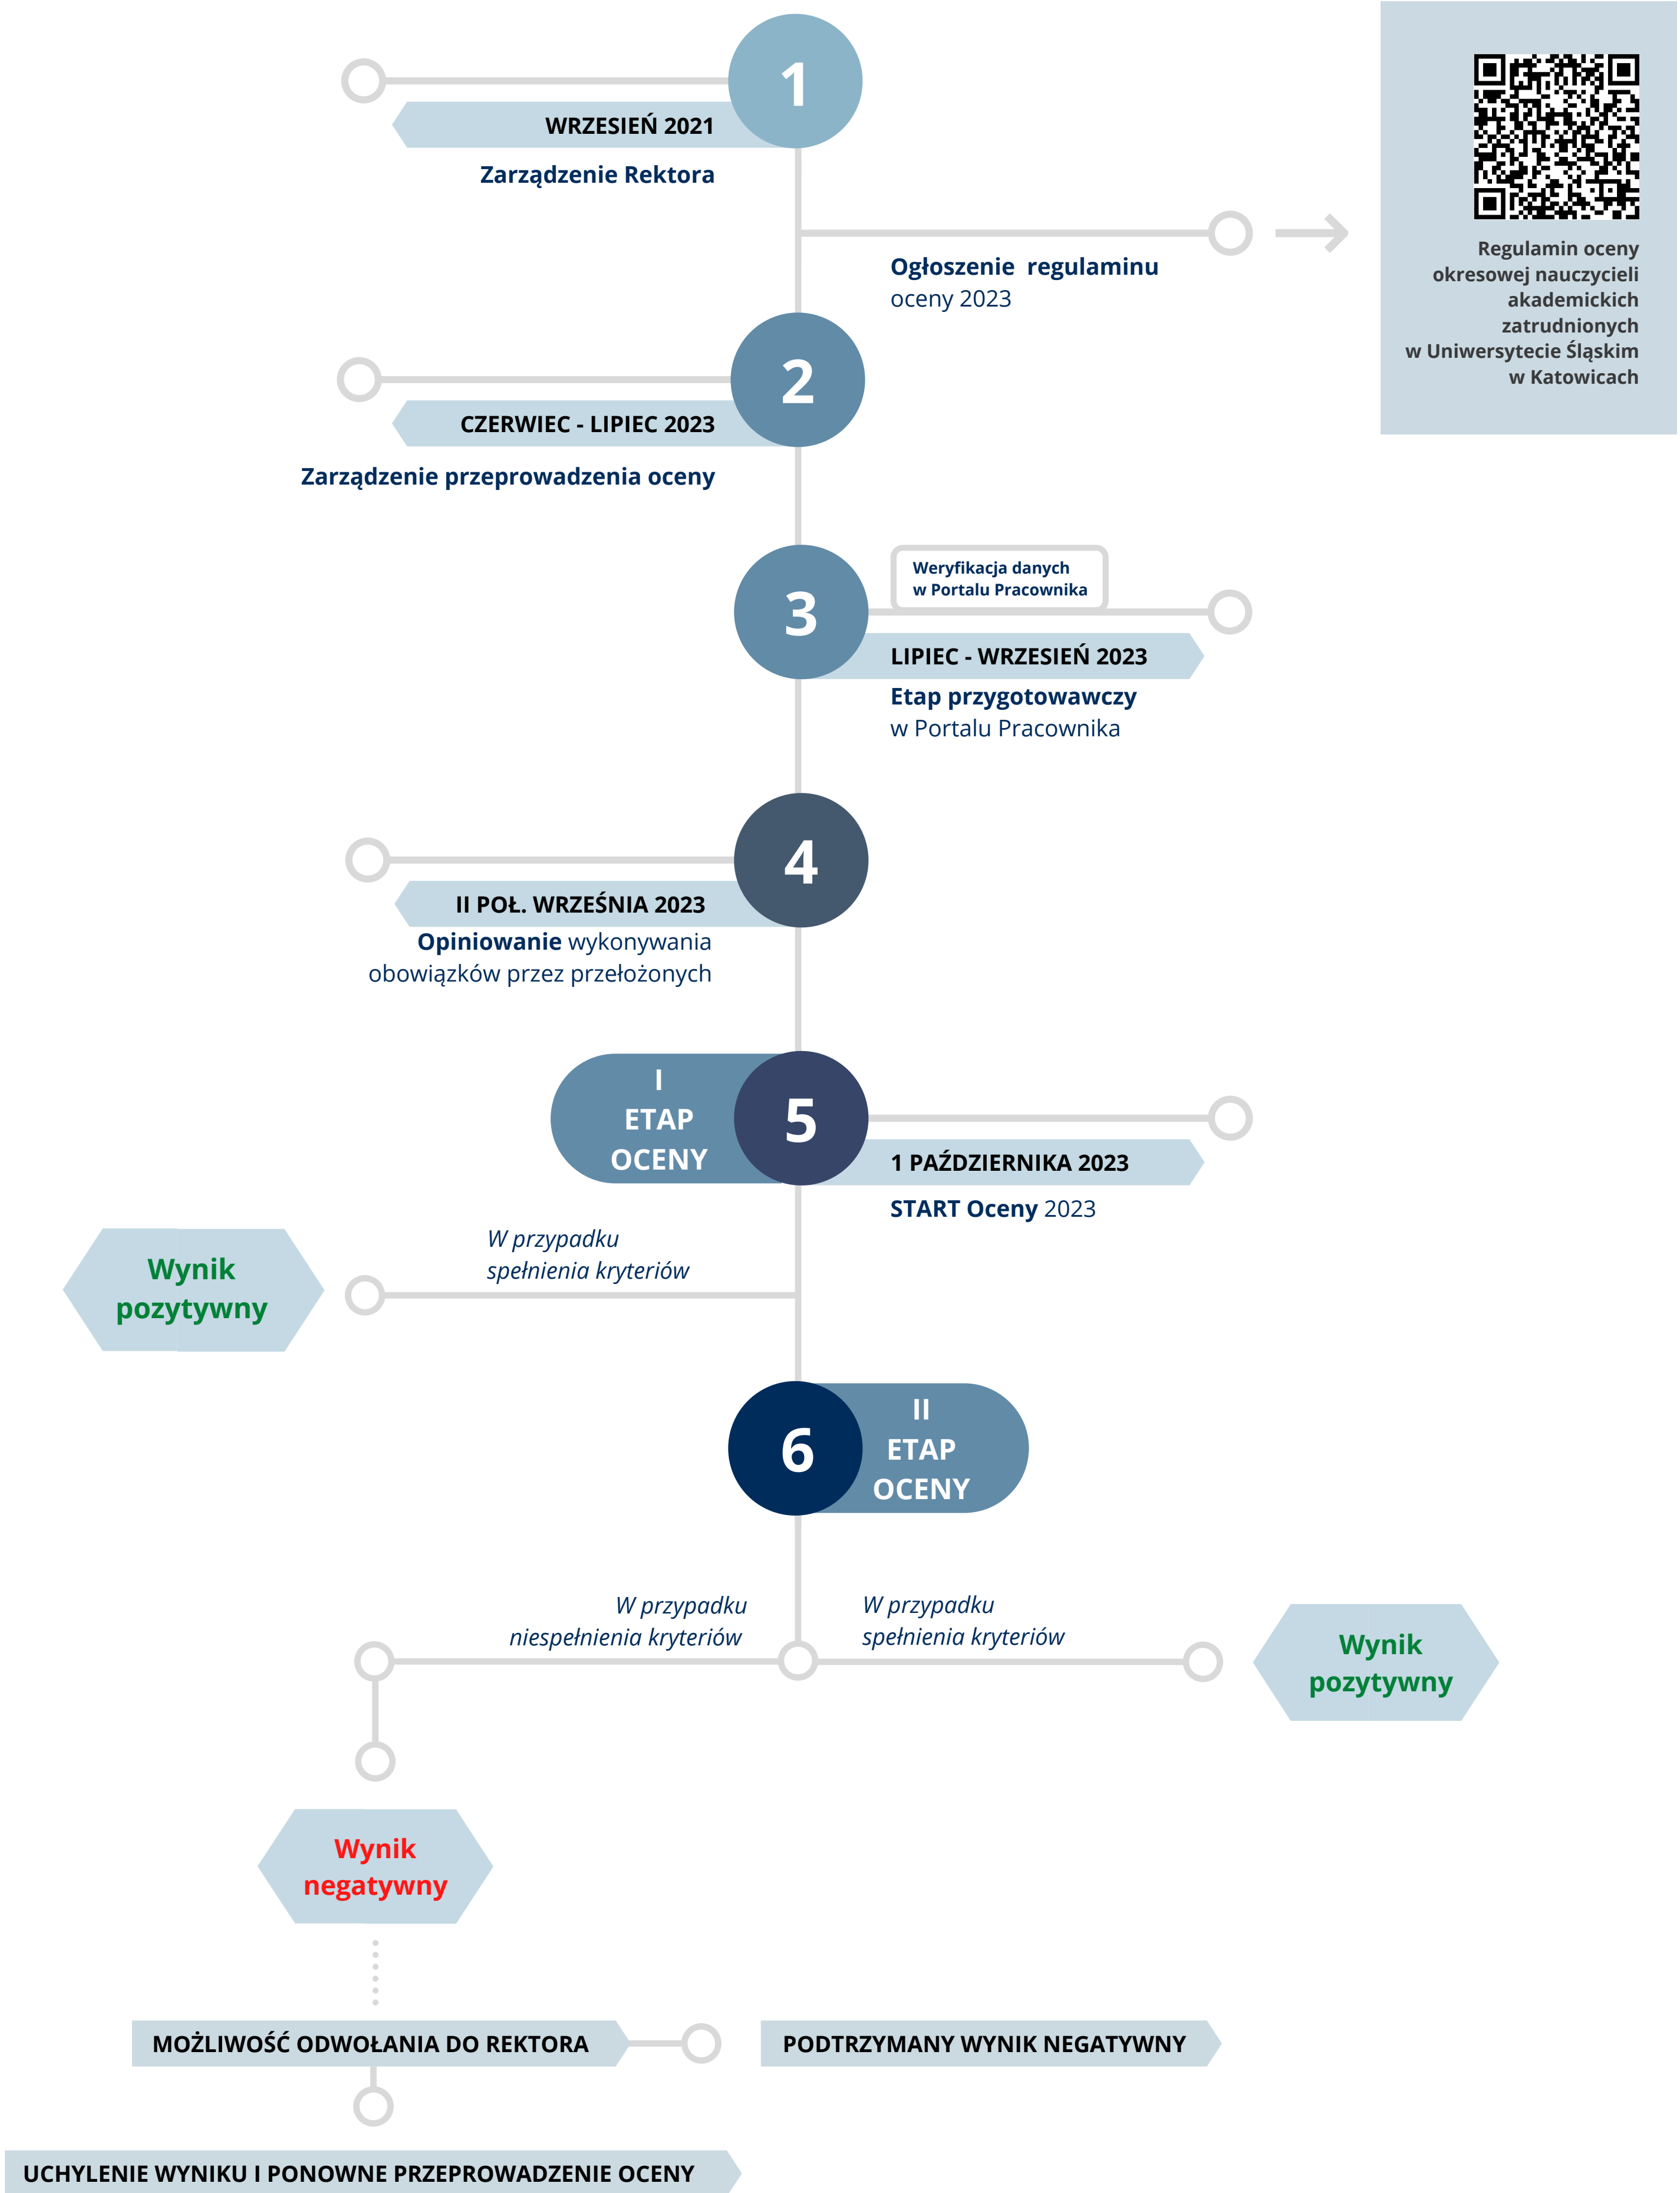 1
WRZESIEŃ 2021
Zarządzenie Rektora
Ogłoszenie regulaminu
oceny 2023
Regulamin oceny
okresowej nauczycieli
akademickich
zatrudnionych
w Uniwersytecie Śląskim
w Katowicach
2
CZERWIEC - LIPIEC 2023
Zarządzenie przeprowadzenia oceny
3
Weryfikacja danych
w Portalu Pracownika
LIPIEC - WRZESIEŃ 2023
Etap przygotowawczy
w Portalu Pracownika
4
II POŁ. WRZEŚNIA 2023
Opiniowanie wykonywania
obowiązków przez przełożonych
I
ETAP
OCENY
5
1 PAŹDZIERNIKA 2023
START Oceny 2023
W przypadku
spełnienia kryteriów
Wynik
pozytywny
6
II
ETAP
OCENY
W przypadku
niespełnienia kryteriów
W przypadku
spełnienia kryteriów
Wynik
pozytywny
Wynik
negatywny
MOŻLIWOŚĆ ODWOŁANIA DO REKTORA
PODTRZYMANY WYNIK NEGATYWNY
UCHYLENIE WYNIKU I PONOWNE PRZEPROWADZENIE OCENY